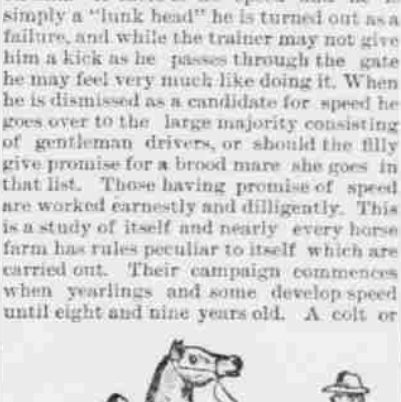 simply a "lunk head" he is turned out as a
failure, and while the trainer may not give
him a kick as he passes through the gate
he may feel very much like doing it. When
he is dismissed as a candidate for speed he
goes over to the large majority consisting
of gentleman drivers, or should the filly
give promise for a brood mare she goes in
that list. Those having promise of speed
are worked earnestly and dilligently. This
is a study of itself and nearly every horse
farm has rules peculiar to itself which are
carried out. Their campaign commences
when yearlings and some develop speed
until eight and nine years old. A colt or